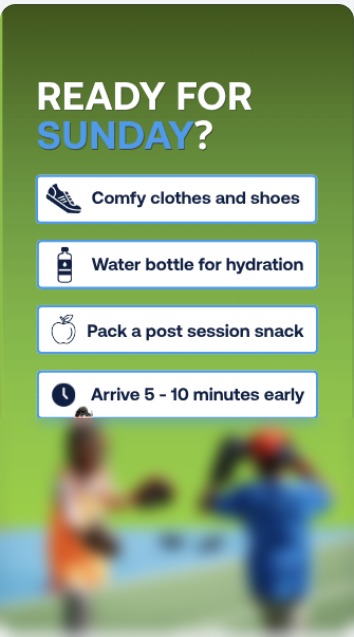 READY FOR
SUNDAY?
Comfy clothes and shoes
Water bottle for hydration
Pack a post session snack
Arrive 5 - 10 minutes early